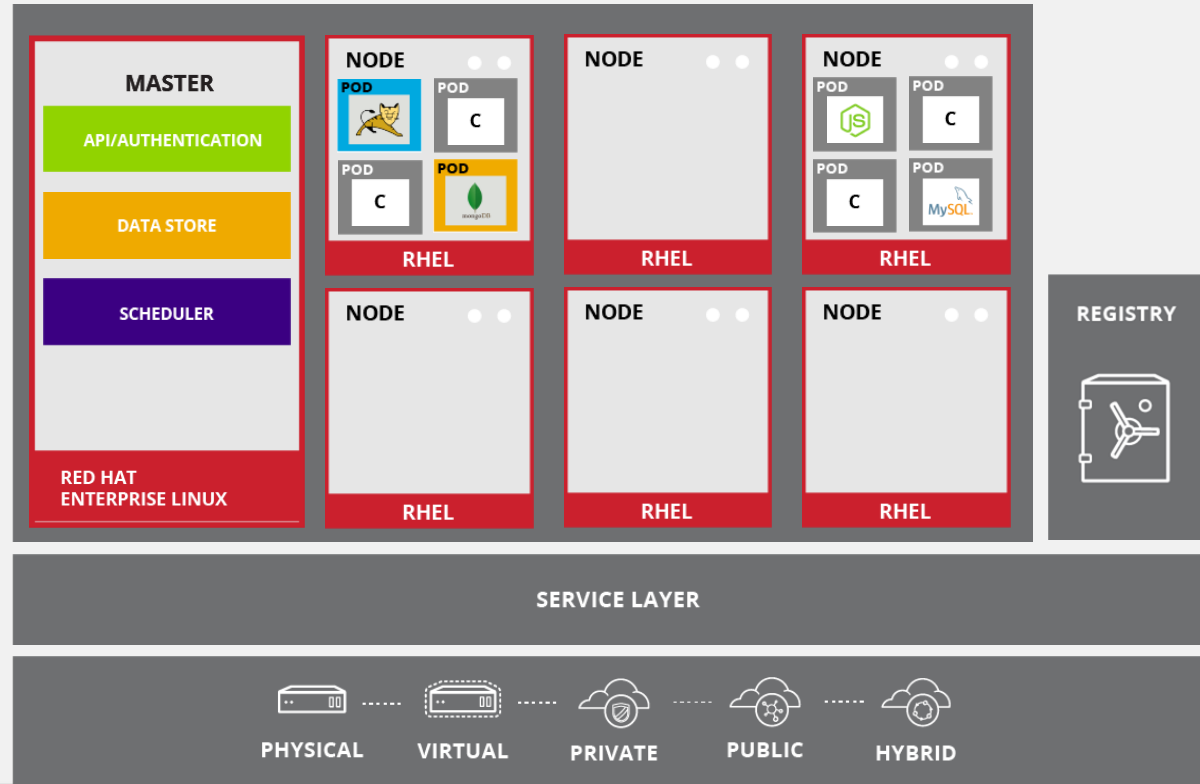 MASTER
API/AUTHENTICATION
DATA STORE
SCHEDULER
RED HAT
ENTERPRISE LINUX
NODE
POD
POD
C
POD
C
POD
mongoDB
RHEL
NODE
RHEL
NODE
POD
JS
POD
C
POD
C
POD
MySQL
RHEL
NODE
RHEL
NODE
RHEL
NODE
RHEL
REGISTRY
SERVICE LAYER
PHYSICAL
VIRTUAL
PRIVATE
PUBLIC
HYBRID